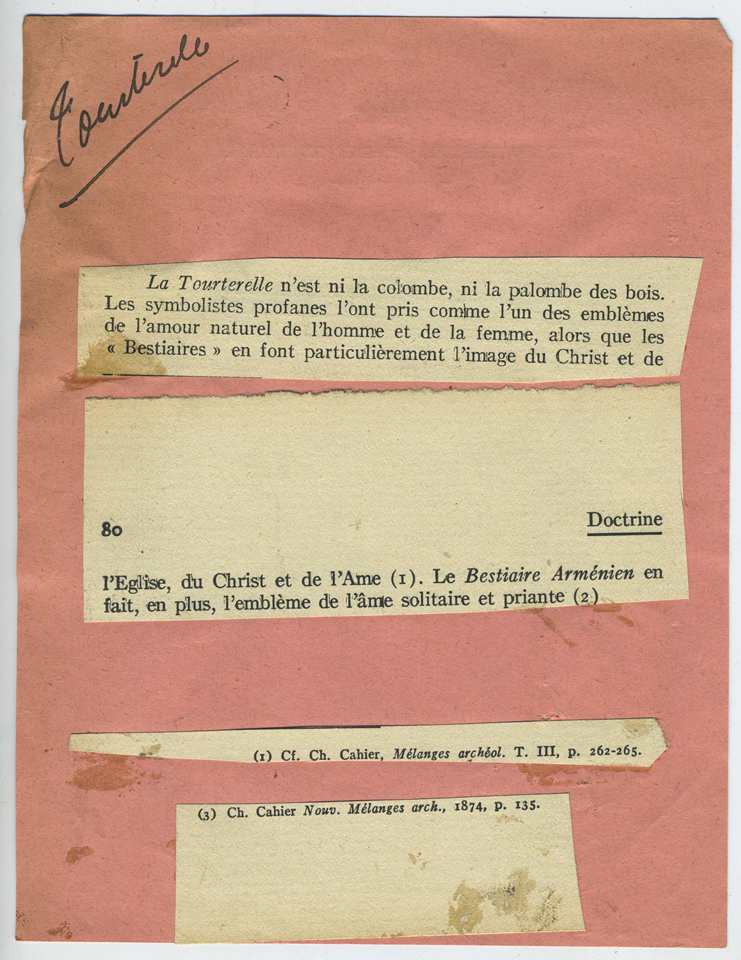 Tourterelle
La Tourterelle n'est ni la colombe, ni la palombe des bois.
Les symbolistes profanes l'ont pris comme l'un des emblèmes
de l'amour naturel de l'homme et de la femme, alors que les
« Bestiaires » en font particulièrement l'image du Christ et de
80
Doctrine
l'Eglise, du Christ et de l'Ame (1). Le Bestiaire Arménien en
fait, en plus, l'emblème de l'âme solitaire et priante (2)
(1) Cf. Ch. Cahier, Mélanges archéol. T. III, p. 262-265.
(3) Ch. Cahier Nouv. Mélanges arch., 1874, p. 135.